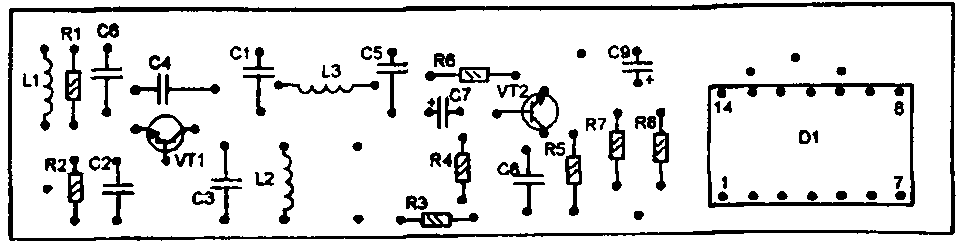 R1 C6
L1 C4 C1 L3 C5 R6 C9 +
VT2 + C7
14 8
VT1 R4 R5 R7 R8 D1
R2 C2 C3 L2 C6
R3 1 7